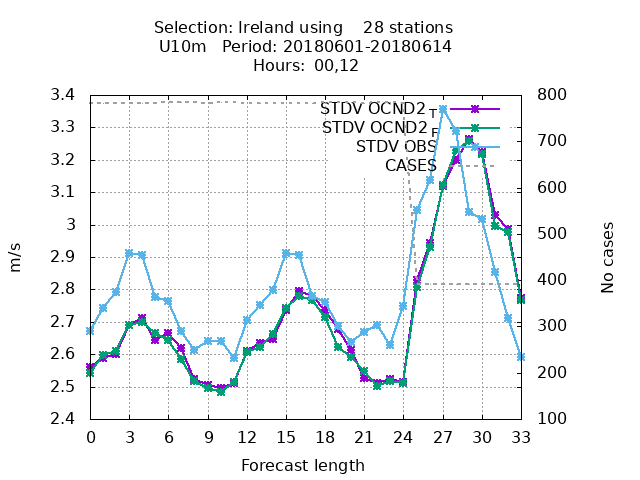 Selection: Ireland using 28 stations
U10m Period: 20180601-20180614
Hours: 00,12
3.4
3.3
3.2
3.1
3
2.9
2.8
2.7
2.6
2.5
2.4
m/s
STDV OCND2 T
STDV OCND2 F
STDV OBS
CASES
800
700
600
500
400
300
200
100
No cases
0 3 6 9 12 15 18 21 24 27 30 33
Forecast length